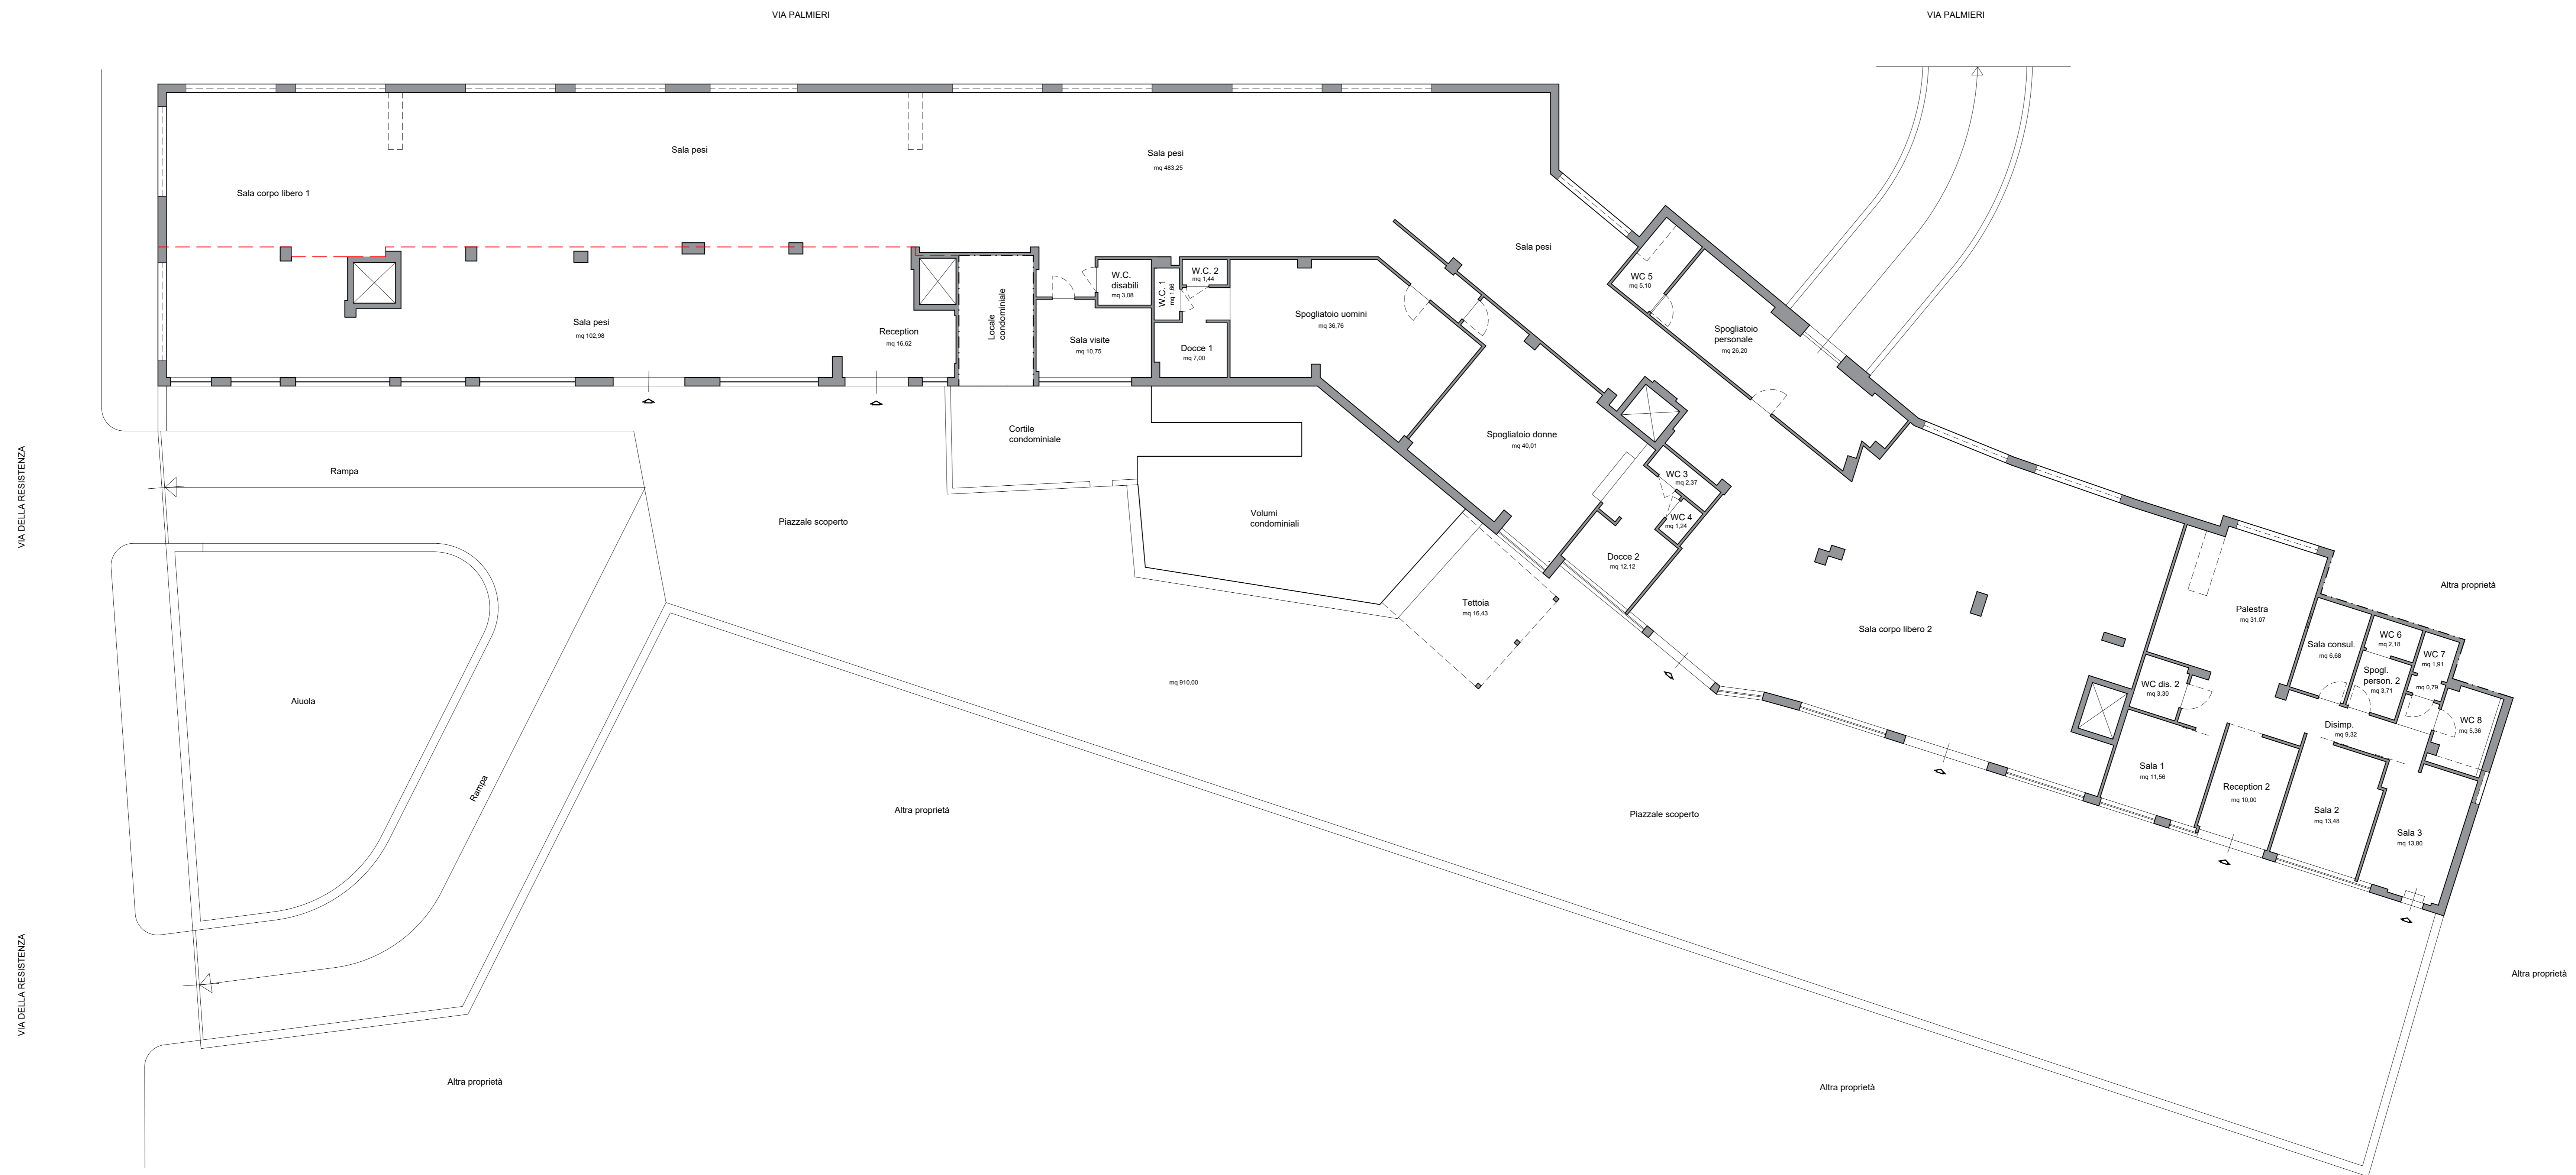 VIA PALMIERI
VIA PALMIERI
Sala pesi
Sala pesi
mq 483,25
Sala corpo libero 1
Sala pesi
WC 5
mq 5,10
Spogliatoio
personale
mq 26,20
W.C.
disabili
mq 3,08
W.C. 1
mq 1,66
W.C. 2
mq 1,44
Locale
condominiale
Spogliatoio uomini
mq 36,76
Sala pesi
mq 102,98
Reception
mq 16,62
Sala visite
mq 10,75
Docce 1
mq 7,00
Cortile
condominiale
Spogliatoio donne
mq 40,01
VIA DELLA RESISTENZA
Rampa
WC 3
mq 2,37
Piazzale scoperto
Volumi
condominiali
WC 4
mq 1,24
Docce 2
mq 12,12
Tettoia
mq 16,43
Altra proprietà
Palestra
mq 31,07
Sala corpo libero 2
Sala consul.
mq 6,68
WC 6
mq 2,18
WC 7
mq 1,91
Spogl.
person. 2
mq 3,71
mq 0,79
WC dis. 2
mq 3,30
mq 910,00
Aiuola
Disimp.
mq 9,32
WC 8
mq 5,36
Sala 1
mq 11,56
Reception 2
mq 10,00
Rampa
Altra proprietà
Piazzale scoperto
Sala 2
mq 13,48
Sala 3
mq 13,80
VIA DELLA RESISTENZA
Altra proprietà
Altra proprietà
Altra proprietà